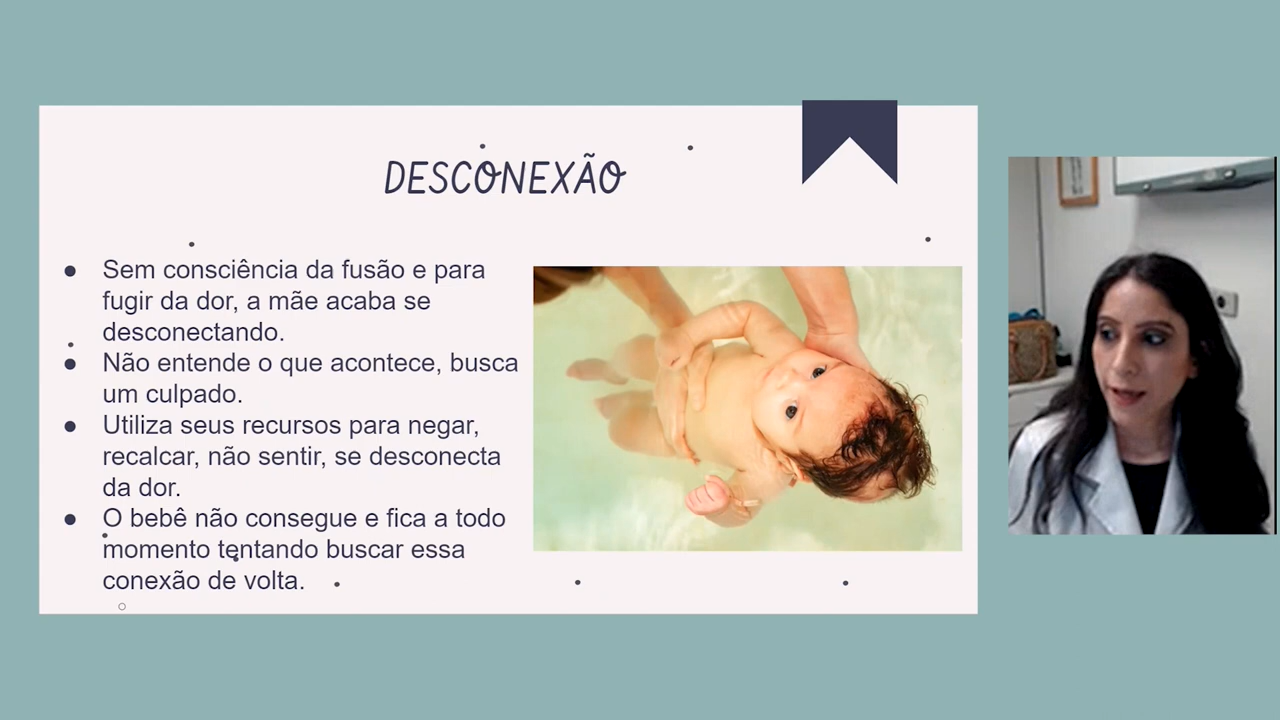 DESCONEXÃO
● Sem consciência da fusão e para
fugir da dor, a mãe acaba se
desconectando.
● Não entende o que acontece, busca
um culpado.
● Utiliza seus recursos para negar,
recalcar, não sentir, se desconecta
da dor.
● O bebê não consegue e fica a todo
momento tentando buscar essa
conexão de volta.